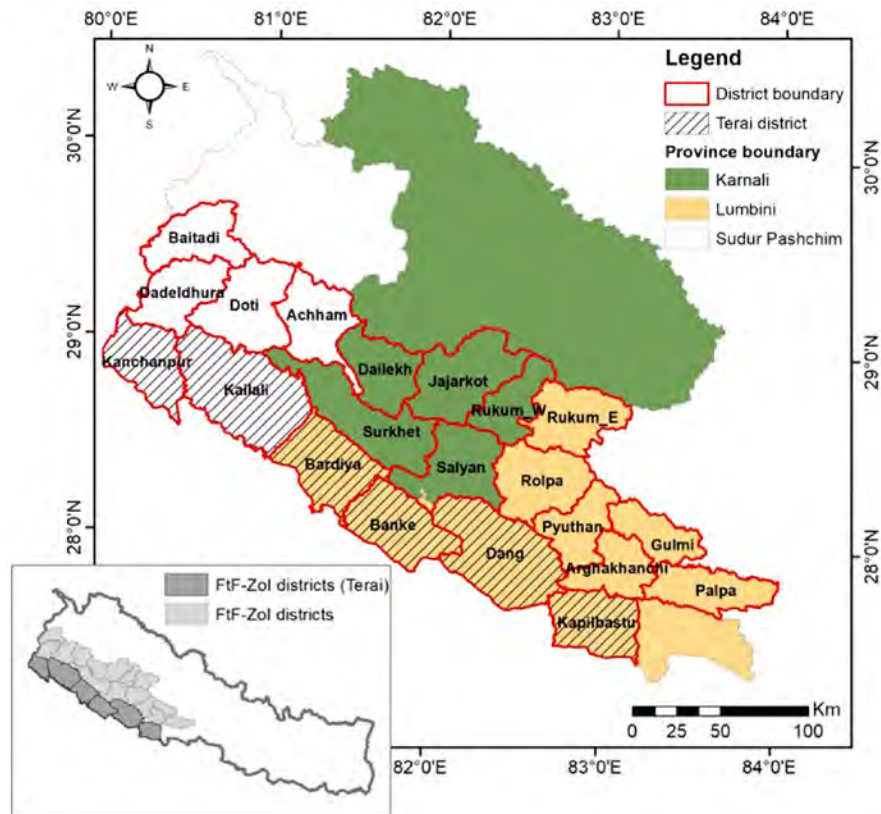 80°0'E 81°0'E 82°0'E 83°0'E 84°0'E
N
W E
S
Legend
District boundary
Terai district
Province boundary
Karnali
Lumbini
Sudur Pashchim
30°0'N
30°0'N
29°0'N
29°0'N
28°0'N
28°0'N
Baitadi
Dadeldhura
Doti
Achham
Kanchanpur
Kailali
Dailekh
Jajarkot
Rukum_W
Rukum_E
Surkhet
Salyan
Bardiya
Rolpa
Banke
Dang
Pyuthan
Gulmi
Arghakhanchi
Palpa
Kapilbastu
FtF-ZoI districts (Terai)
FtF-ZoI districts
Km
0 25 50 100
82°0'E 83°0'E 84°0'E